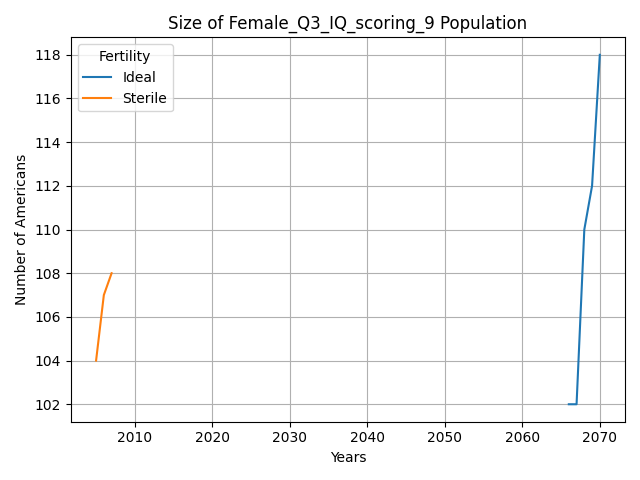 Size of Female_Q3_IQ_scoring_9 Population
Fertility
Ideal
Sterile
Number of Americans
118
116
114
112
110
108
106
104
102
2010 2020 2030 2040 2050 2060 2070
Years